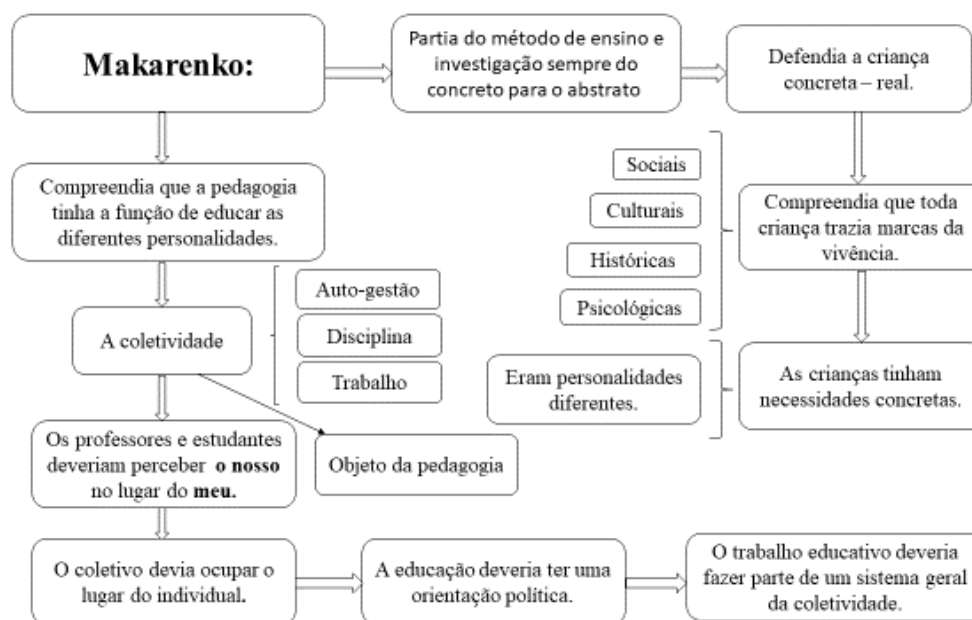 Makarenko:
Partia do método de ensino e
investigação sempre do
concreto para o abstrato
Defendia a criança
concreta – real.
Compreendia que a pedagogia
tinha a função de educar as
diferentes personalidades.
Sociais
Culturais
Históricas
Psicológicas
Compreendia que toda
criança trazia marcas da
vivência.
A coletividade
Auto-gestão
Disciplina
Trabalho
Eram personalidades
diferentes.
As crianças tinham
necessidades concretas.
Os professores e estudantes
deveriam perceber o nosso
no lugar do meu.
Objeto da pedagogia
O coletivo devia ocupar o
lugar do individual.
A educação deveria ter uma
orientação política.
O trabalho educativo deveria
fazer parte de um sistema geral
da coletividade.